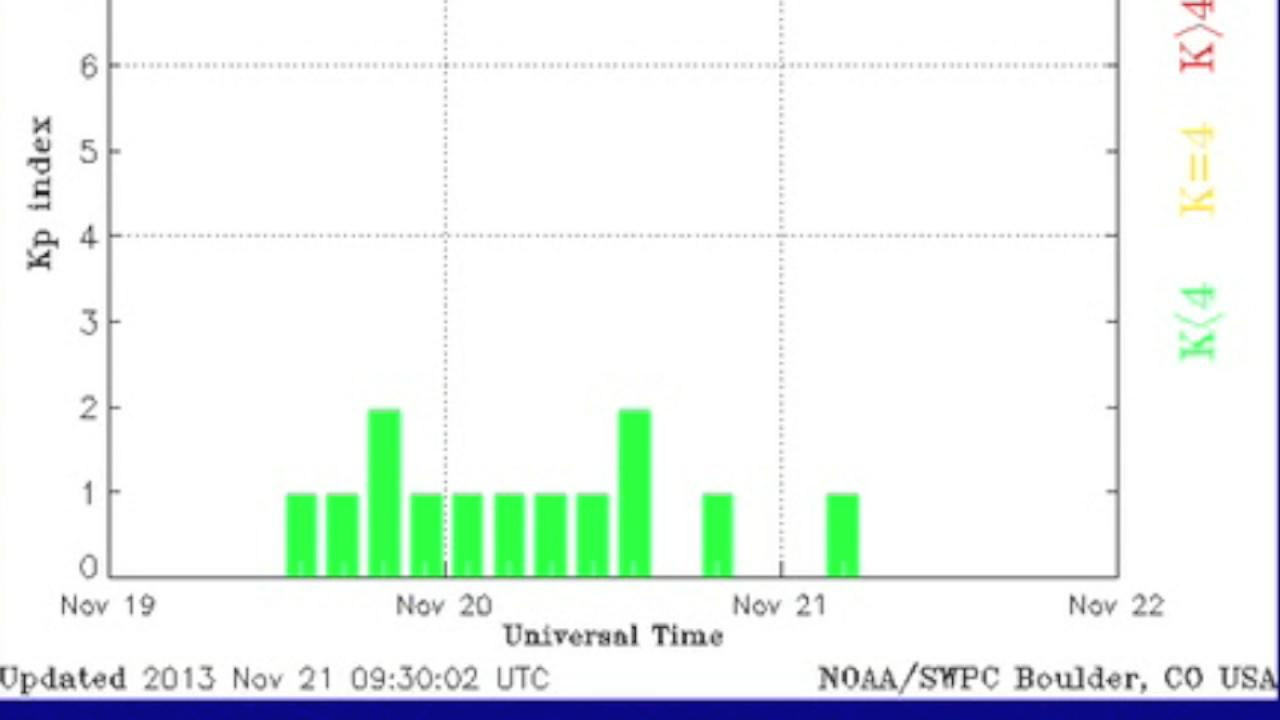 6
5
4
3
2
1
0
Kp index
Nov 19 Nov 20 Nov 21 Nov 22
Universal Time
Updated 2013 Nov 21 09:30:02 UTC NOAA/SWPC Boulder, CO USA
K<4 K=4 K>4